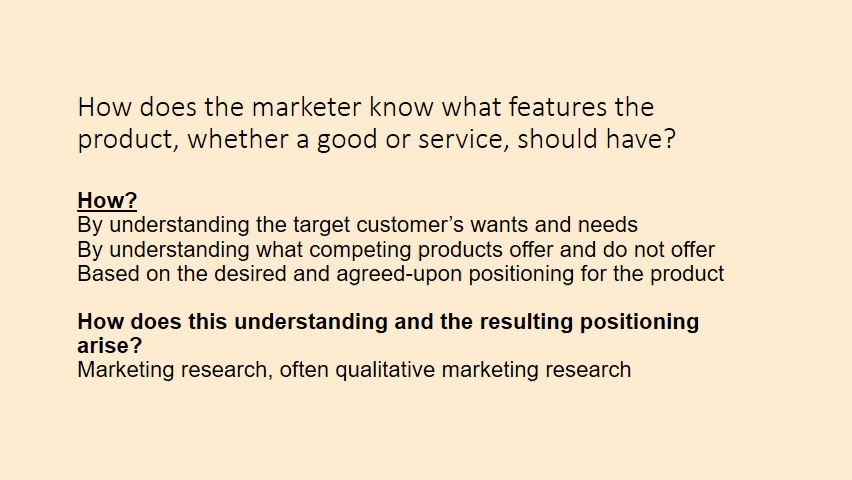 How does the marketer know what features the
product, whether a good or service, should have?
How?
By understanding the target customer’s wants and needs
By understanding what competing products offer and do not offer
Based on the desired and agreed-upon positioning for the product
How does this understanding and the resulting positioning
arise?
Marketing research, often qualitative marketing research